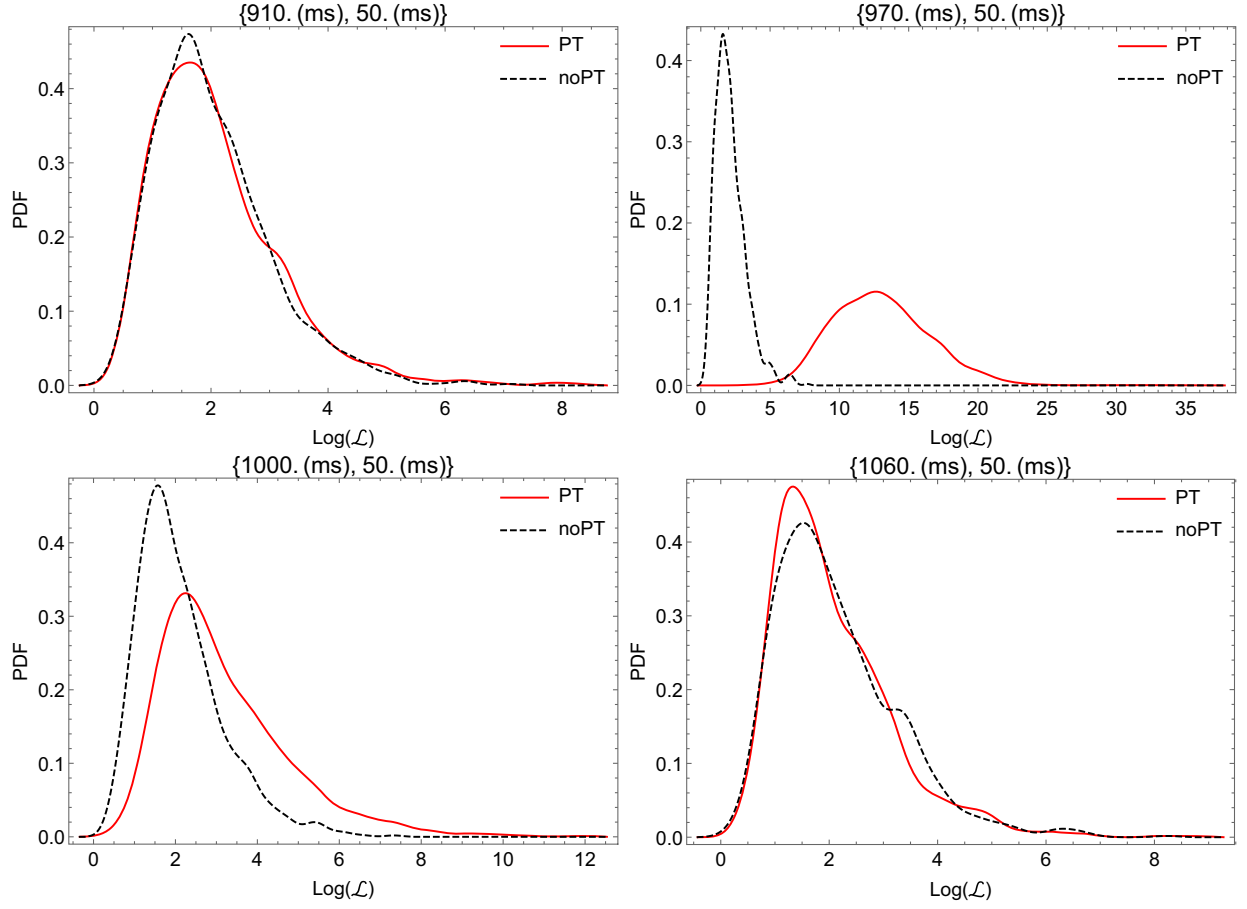 {910. (ms), 50. (ms)}
PT
noPT
0.4
0.3
0.2
0.1
0.0
PDF
0 2 4 6 8
Log(ℒ)
{970. (ms), 50. (ms)}
PT
noPT
0.4
0.3
0.2
0.1
0.0
PDF
0 5 10 15 20 25 30 35
Log(ℒ)
{1000. (ms), 50. (ms)}
PT
noPT
0.4
0.3
0.2
0.1
0.0
PDF
0 2 4 6 8 10 12
Log(ℒ)
{1060. (ms), 50. (ms)}
PT
noPT
0.4
0.3
0.2
0.1
0.0
PDF
0 2 4 6 8
Log(ℒ)